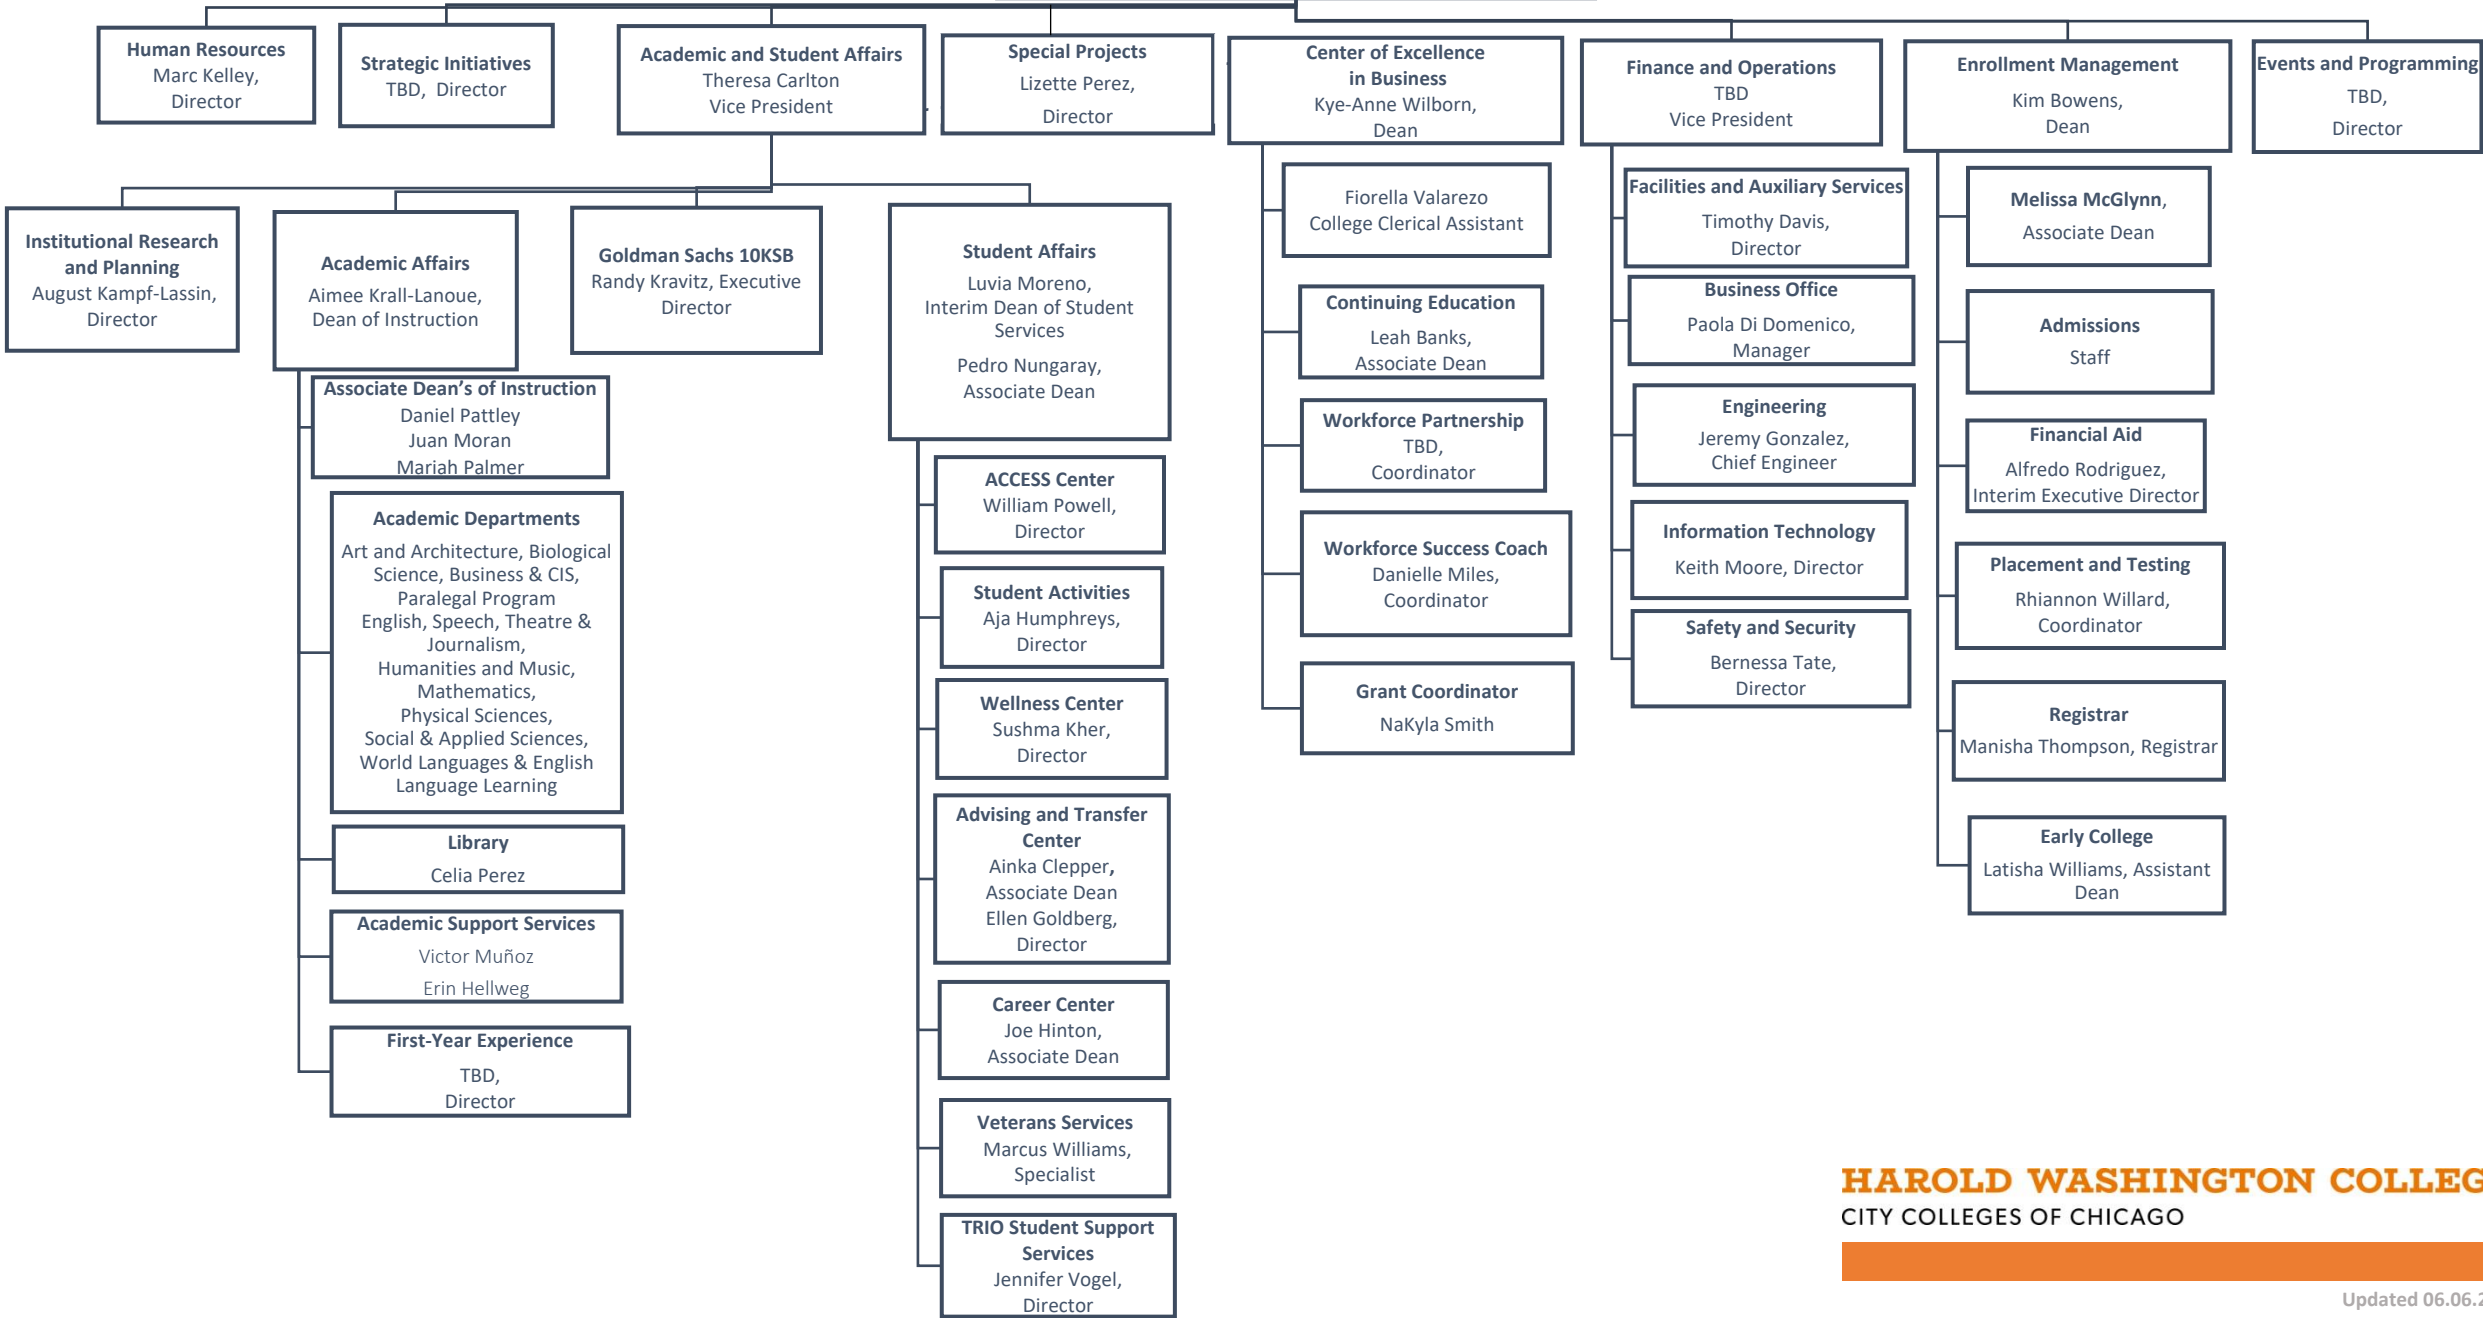 Human Resources
Marc Kelley,
Director
Strategic Initiatives
TBD, Director
Academic and Student Affairs
Theresa Carlton
Vice President
Special Projects
Lizette Perez,
Director
Center of Excellence
in Business
Kye-Anne Wilborn,
Dean
Finance and Operations
TBD
Vice President
Enrollment Management
Kim Bowens,
Dean
Events and Programming
TBD,
Director
Institutional Research
and Planning
August Kampf-Lassin,
Director
Academic Affairs
Aimee Krall-Lanoue,
Dean of Instruction
Goldman Sachs 10KSB
Randy Kravitz, Executive
Director
Student Affairs
Luvia Moreno,
Interim Dean of Student
Services
Pedro Nungaray,
Associate Dean
Associate Dean’s of Instruction
Daniel Pattley
Juan Moran
Mariah Palmer
Academic Departments
Art and Architecture, Biological
Science, Business & CIS,
Paralegal Program
English, Speech, Theatre &
Journalism,
Humanities and Music,
Mathematics,
Physical Sciences,
Social & Applied Sciences,
World Languages & English
Language Learning
Library
Celia Perez
Academic Support Services
Victor Muñoz
Erin Hellweg
First-Year Experience
TBD,
Director
ACCESS Center
William Powell,
Director
Student Activities
Aja Humphreys,
Director
Wellness Center
Sushma Kher,
Director
Advising and Transfer
Center
Ainka Clepper,
Associate Dean
Ellen Goldberg,
Director
Career Center
Joe Hinton,
Associate Dean
Veterans Services
Marcus Williams,
Specialist
TRIO Student Support
Services
Jennifer Vogel,
Director
Fiorella Valarezo
College Clerical Assistant
Continuing Education
Leah Banks,
Associate Dean
Workforce Partnership
TBD,
Coordinator
Workforce Success Coach
Danielle Miles,
Coordinator
Grant Coordinator
NaKyla Smith
Facilities and Auxiliary Services
Timothy Davis,
Director
Business Office
Paola Di Domenico,
Manager
Engineering
Jeremy Gonzalez,
Chief Engineer
Information Technology
Keith Moore, Director
Safety and Security
Bernessa Tate,
Director
Melissa McGlynn,
Associate Dean
Admissions
Staff
Financial Aid
Alfredo Rodriguez,
Interim Executive Director
Placement and Testing
Rhiannon Willard,
Coordinator
Registrar
Manisha Thompson, Registrar
Early College
Latisha Williams, Assistant
Dean
HAROLD WASHINGTON COLLEG
CITY COLLEGES OF CHICAGO
Updated 06.06.2